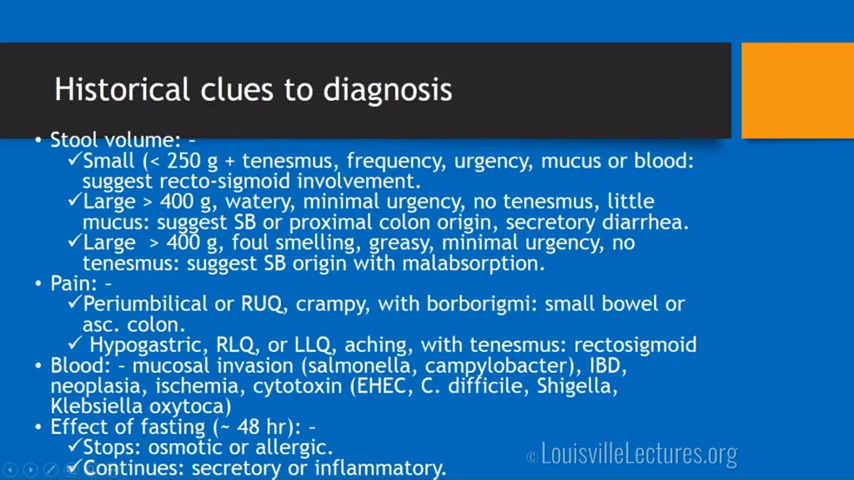 Historical clues to diagnosis
• Stool volume: –
✓Small (< 250 g + tenesmus, frequency, urgency, mucus or blood:
suggest recto-sigmoid involvement.
✓Large > 400 g, watery, minimal urgency, no tenesmus, little
mucus: suggest SB or proximal colon origin, secretory diarrhea.
✓Large > 400 g, foul smelling, greasy, minimal urgency, no
tenesmus: suggest SB origin with malabsorption.
• Pain: –
✓Periumbilical or RUQ, crampy, with borborigmi: small bowel or
asc. colon.
✓ Hypogastric, RLQ, or LLQ, aching, with tenesmus: rectosigmoid
• Blood: – mucosal invasion (salmonella, campylobacter), IBD,
neoplasia, ischemia, cytotoxin (EHEC, C. difficile, Shigella,
Klebsiella oxytoca)
• Effect of fasting (~ 48 hr): –
✓Stops: osmotic or allergic.
✓Continues: secretory or inflammatory.
© LouisvilleLectures.org